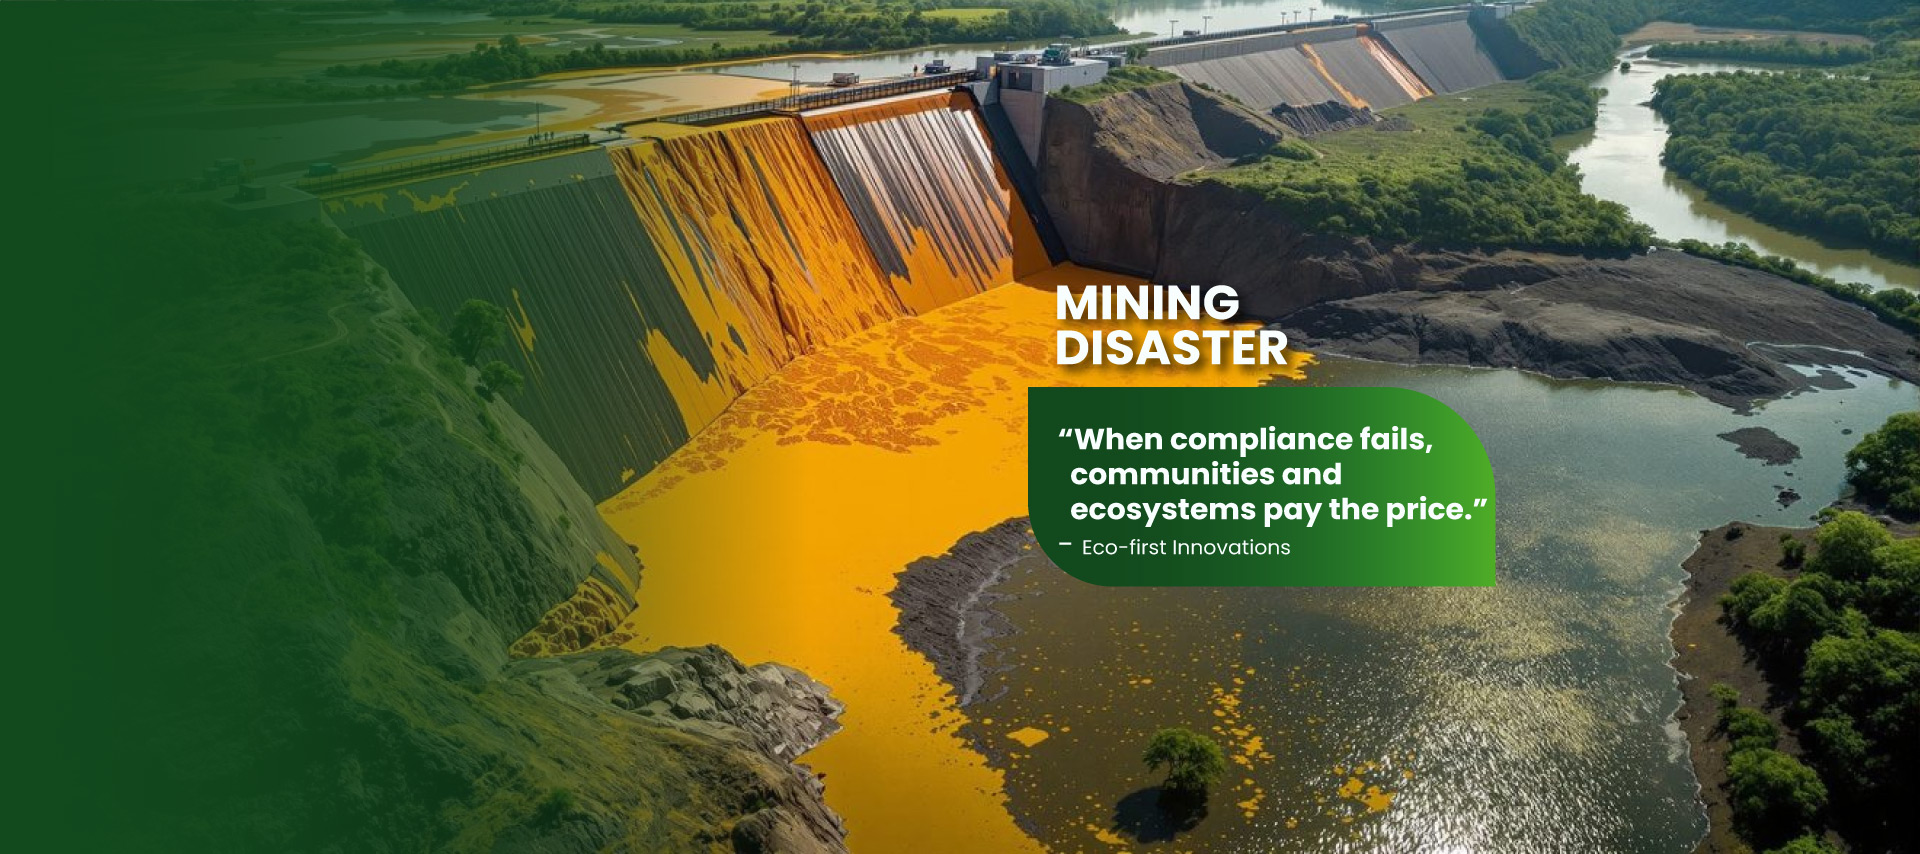 MINING
DISASTER
“When compliance fails,
communities and
ecosystems pay the price.”
– Eco-first Innovations